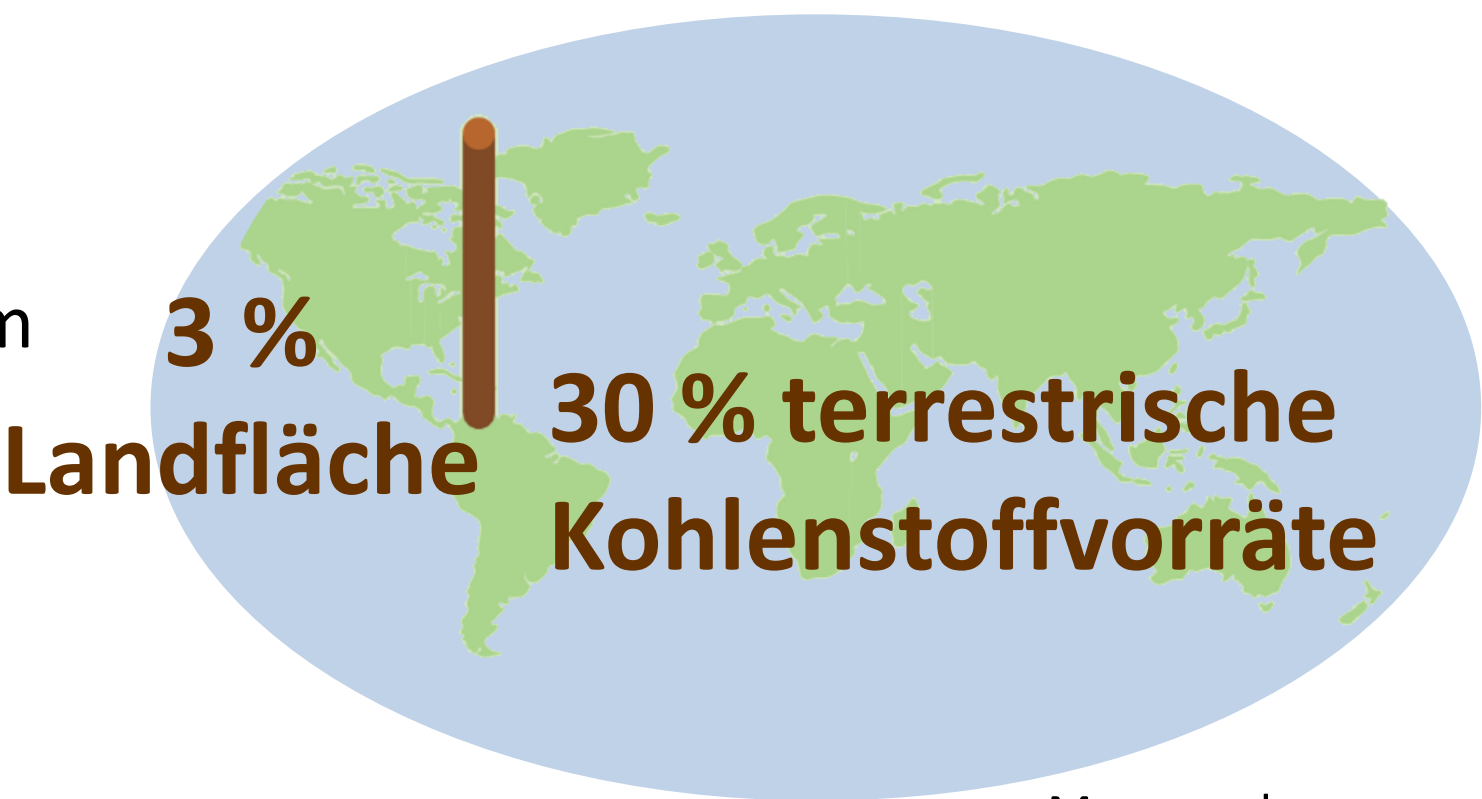 3 %
Landfläche
30 % terrestrische
Kohlenstoffvorräte